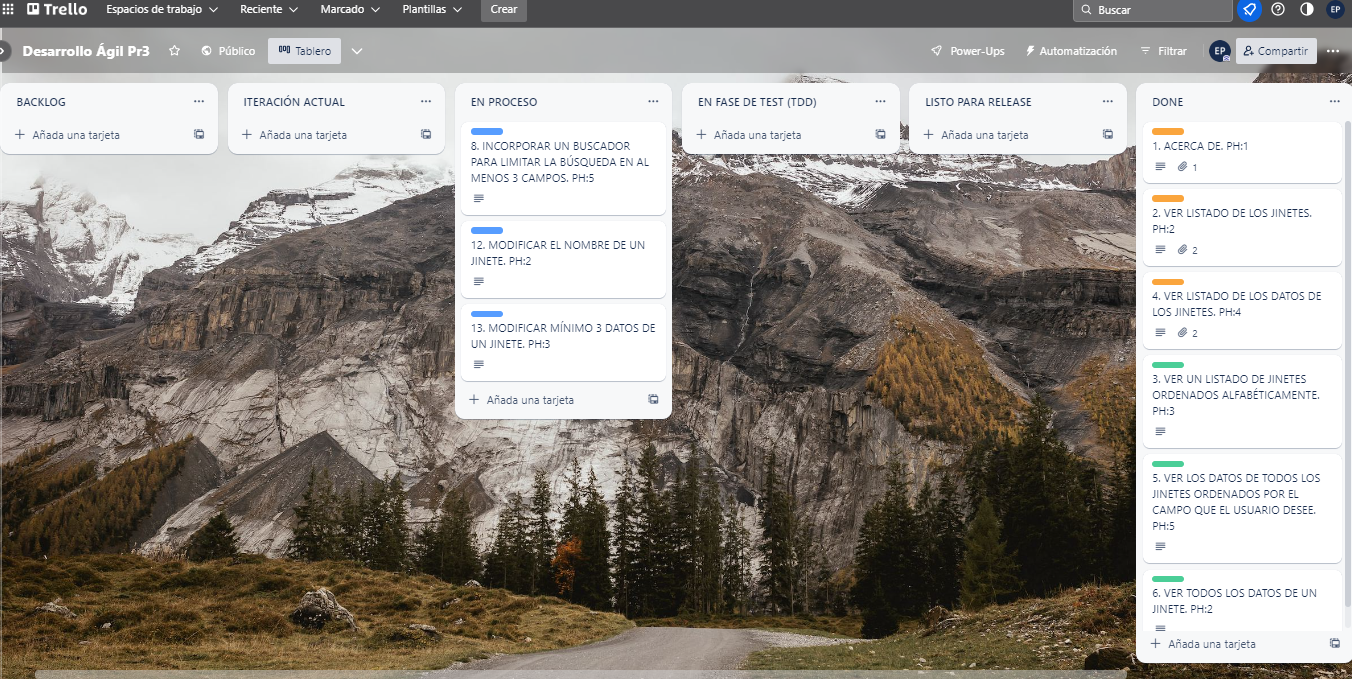 Trello
Espacios de trabajo
Reciente
Marcado
Plantillas
Crear
Buscar
EP
Desarrollo Ágil Pr3
Público
Tablero
Power-Ups
Automatización
Filtrar
EP
Compartir
BACKLOG
Añada una tarjeta
ITERACIÓN ACTUAL
Añada una tarjeta
EN PROCESO
8. INCORPORAR UN BUSCADOR
PARA LIMITAR LA BÚSQUEDA EN AL
MENOS 3 CAMPOS. PH:5
12. MODIFICAR EL NOMBRE DE UN
JINETE. PH:2
13. MODIFICAR MÍNIMO 3 DATOS DE
UN JINETE. PH:3
Añada una tarjeta
EN FASE DE TEST (TDD)
Añada una tarjeta
LISTO PARA RELEASE
Añada una tarjeta
DONE
1. ACERCA DE. PH:1
1
2. VER LISTADO DE LOS JINETES.
PH:2
2
4. VER LISTADO DE LOS DATOS DE
LOS JINETES. PH:4
2
3. VER UN LISTADO DE JINETES
ORDENADOS ALFABÉTICAMENTE.
PH:3
5. VER LOS DATOS DE TODOS LOS
JINETES ORDENADOS POR EL
CAMPO QUE EL USUARIO DESEE.
PH:5
6. VER TODOS LOS DATOS DE UN
JINETE. PH:2
Añada una tarjeta